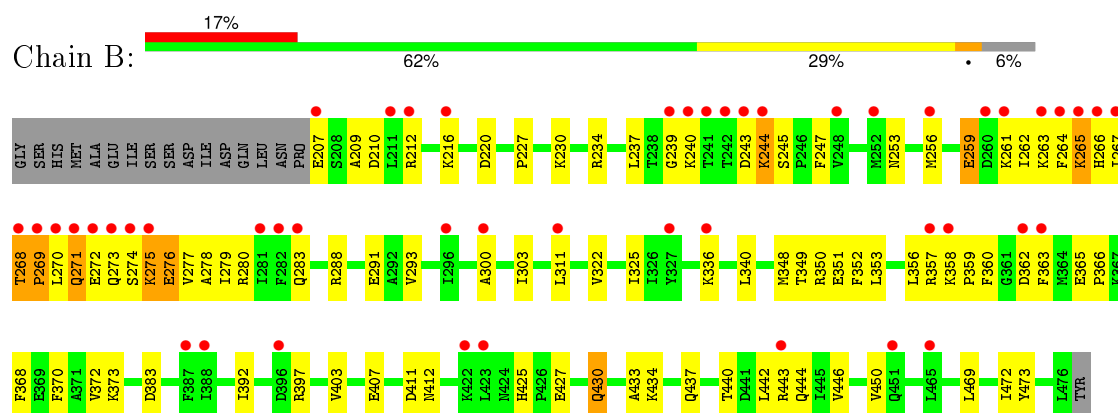 17%
Chain B:
62% 29% • 6%
GLY SER HIS MET ALA GLU ILE SER SER ASP ILE ASP GLN LEU ASN PRO E207 S208 A209 D210 L211 R212 K216 D220 P227 K230 R234 L237 T238 G239 K240 T241 T242 D243 K244 S245 P246 F247 V248 M252 N253 M256 E259 D260 K261 I262 K263 F264 K265 H266 I267
T268 P269 L270 Q271 E272 Q273 S274 K275 E276 V277 A278 I279 R280 I281 F282 Q283 R288 E291 A292 V293 I296 A300 I303 L311 V322 I325 I326 Y327 K336 L340 M348 T349 R350 E351 F352 L353 L356 R357 K358 P359 F360 G361 D362 F363 M364 E365 P366 K367
F368 E369 F370 A371 V372 K373 D383 F387 I388 I392 D396 R397 V403 E407 D411 N412 K422 L423 N424 H425 P426 E427 Q430 A433 K434 Q437 T440 D441 L442 R443 Q444 I445 V446 V450 Q451 L465 L469 I472 Y473 L476 TYR